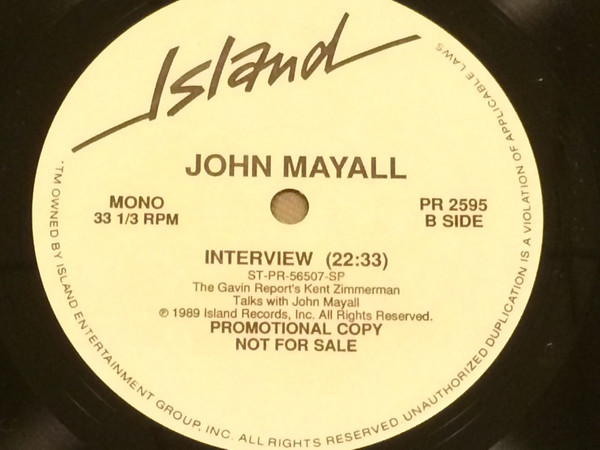 Island
JOHN MAYALL
MONO
33 1/3 RPM
PR 2595
B SIDE
INTERVIEW (22:33)
ST-PR-56507-SP
The Gavin Report's Kent Zimmerman
Talks with John Mayall
℗ 1989 Island Records, Inc. All Rights Reserved.
PROMOTIONAL COPY
NOT FOR SALE
*TM OWNED BY ISLAND ENTERTAINMENT GROUP, INC. ALL RIGHTS RESERVED. UNAUTHORIZED DUPLICATION IS A VIOLATION OF APPLICABLE LAWS